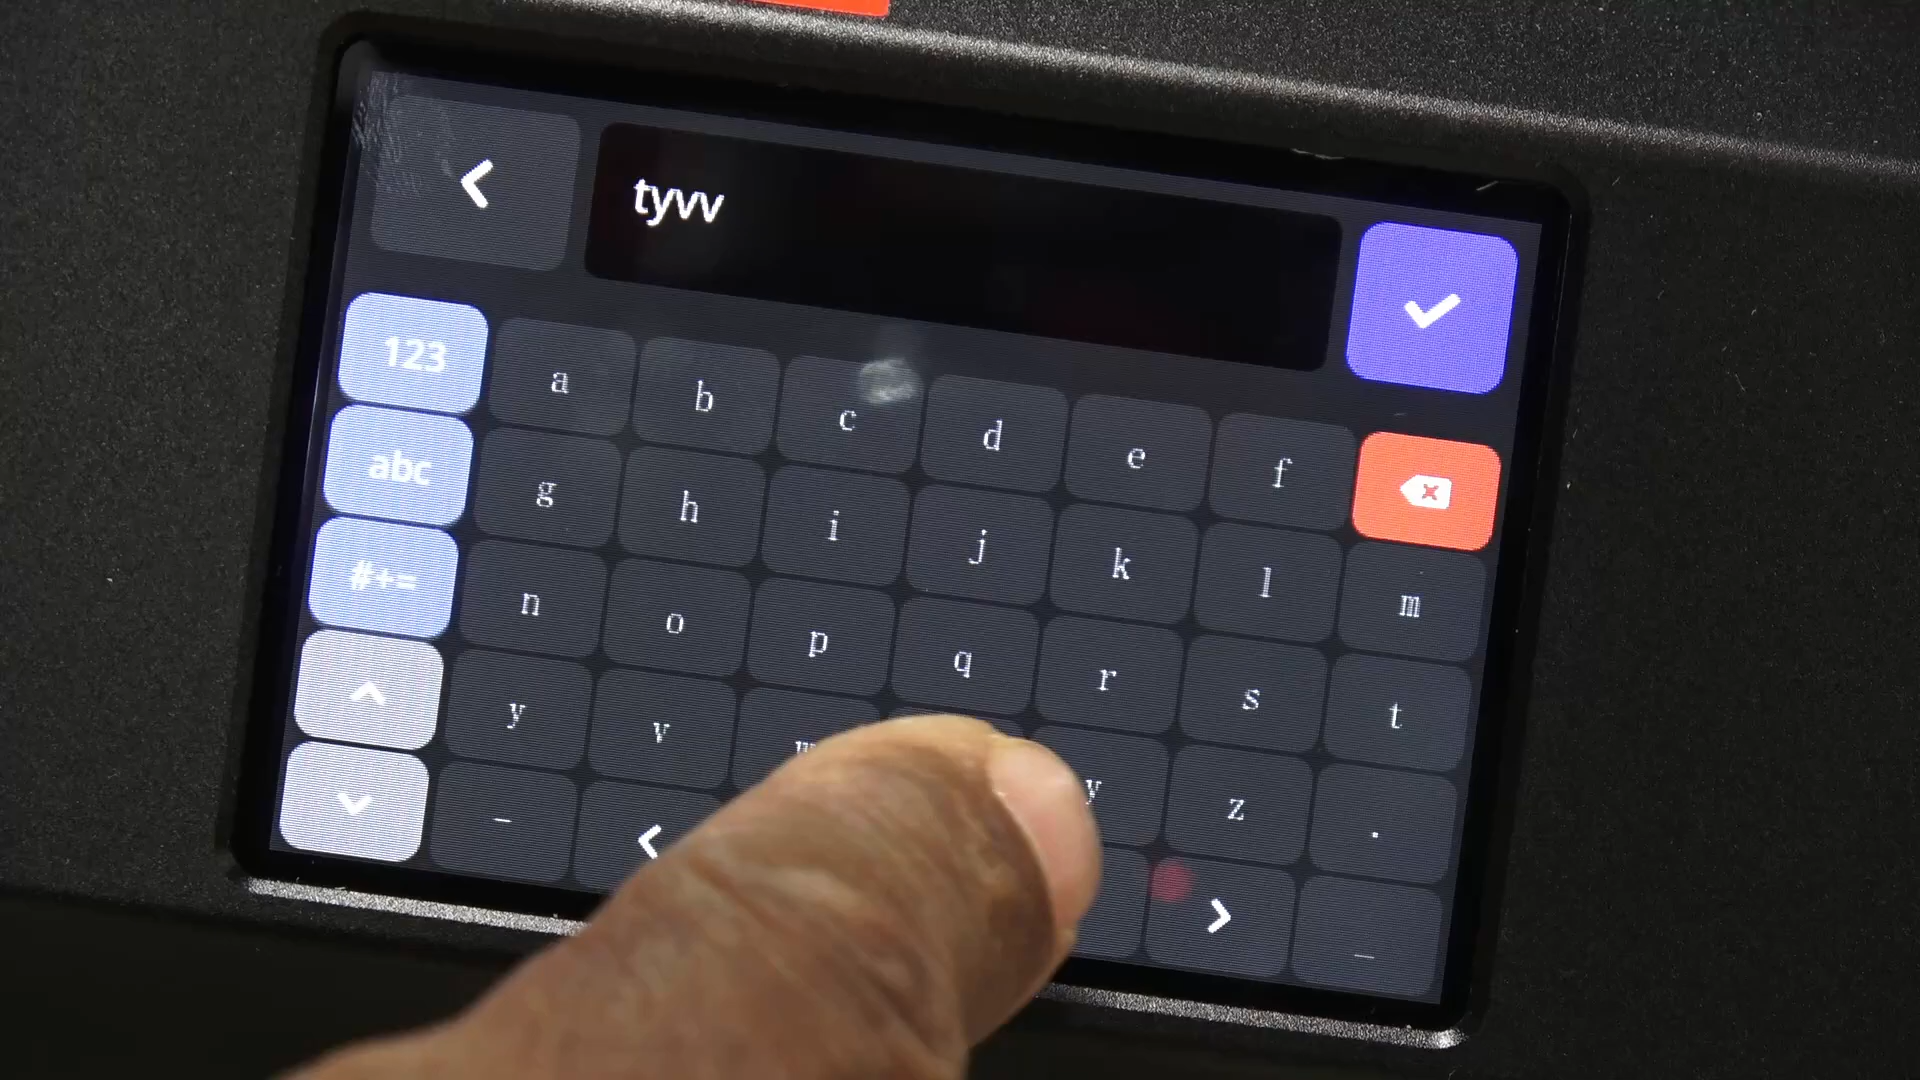 tyvv
123 a b c d e f
abc g h i j k l m
#+= n o p q r s t
y v w y z .
- _